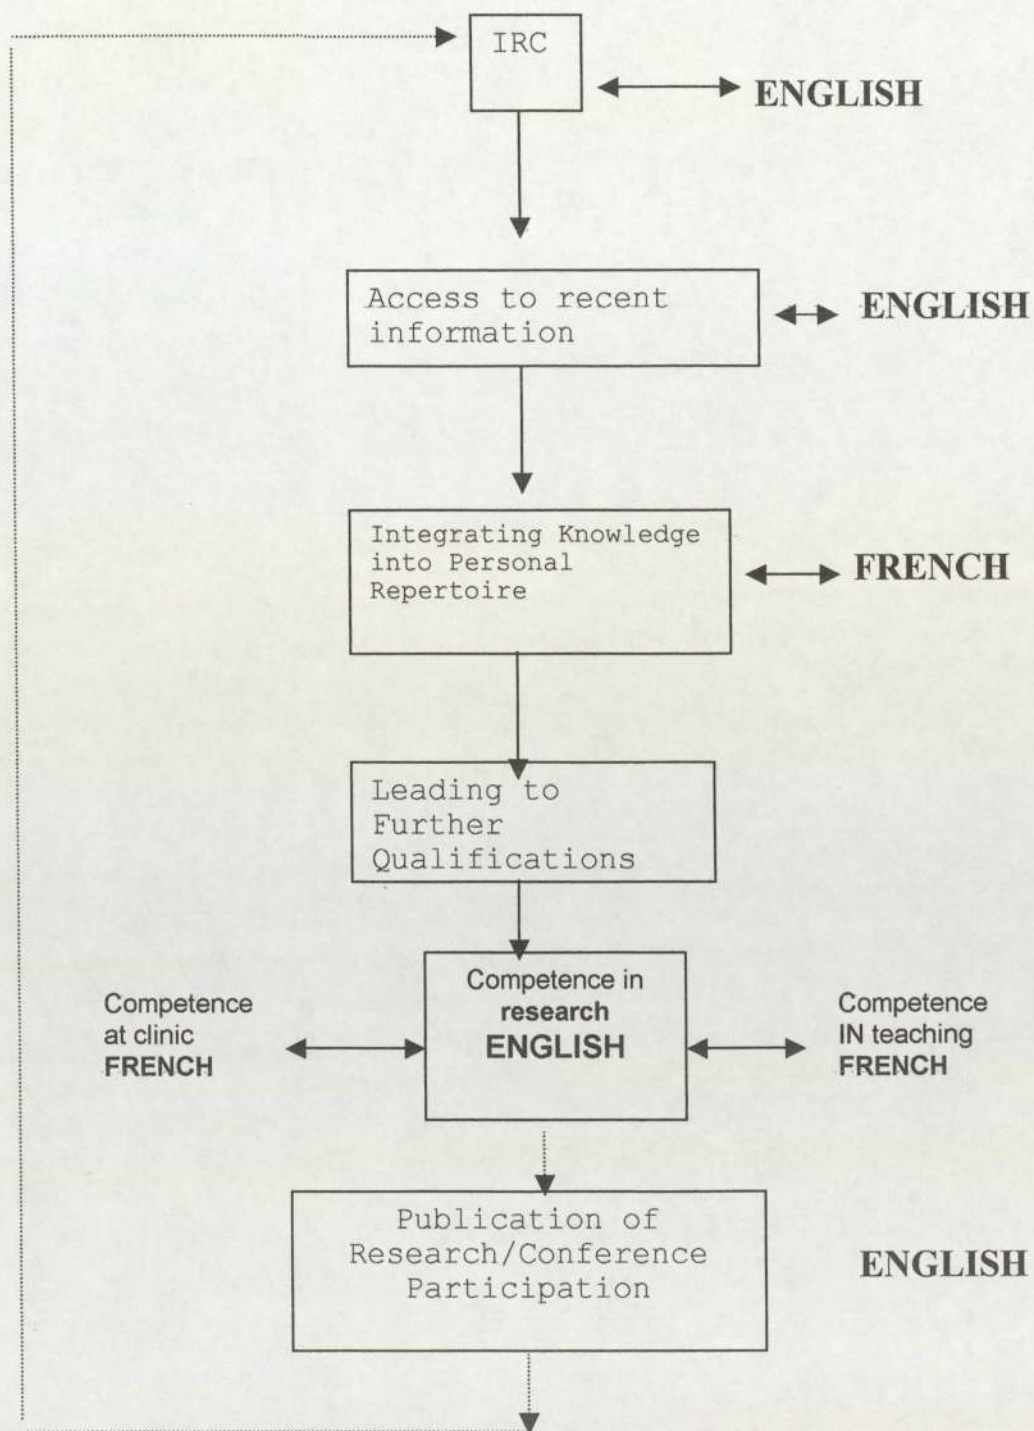 IRC
ENGLISH
Access to recent
information
ENGLISH
Integrating Knowledge
into Personal
Repertoire
FRENCH
Leading to
Further
Qualifications
Competence
at clinic
FRENCH
Competence in
research
ENGLISH
Competence
IN teaching
FRENCH
Publication of
Research/Conference
Participation
ENGLISH